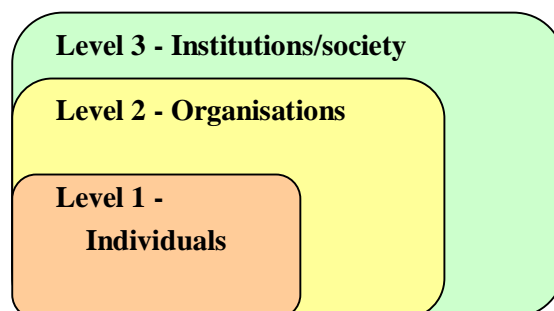 Level 3 - Institutions/society
Level 2 - Organisations
Level 1 -
Individuals